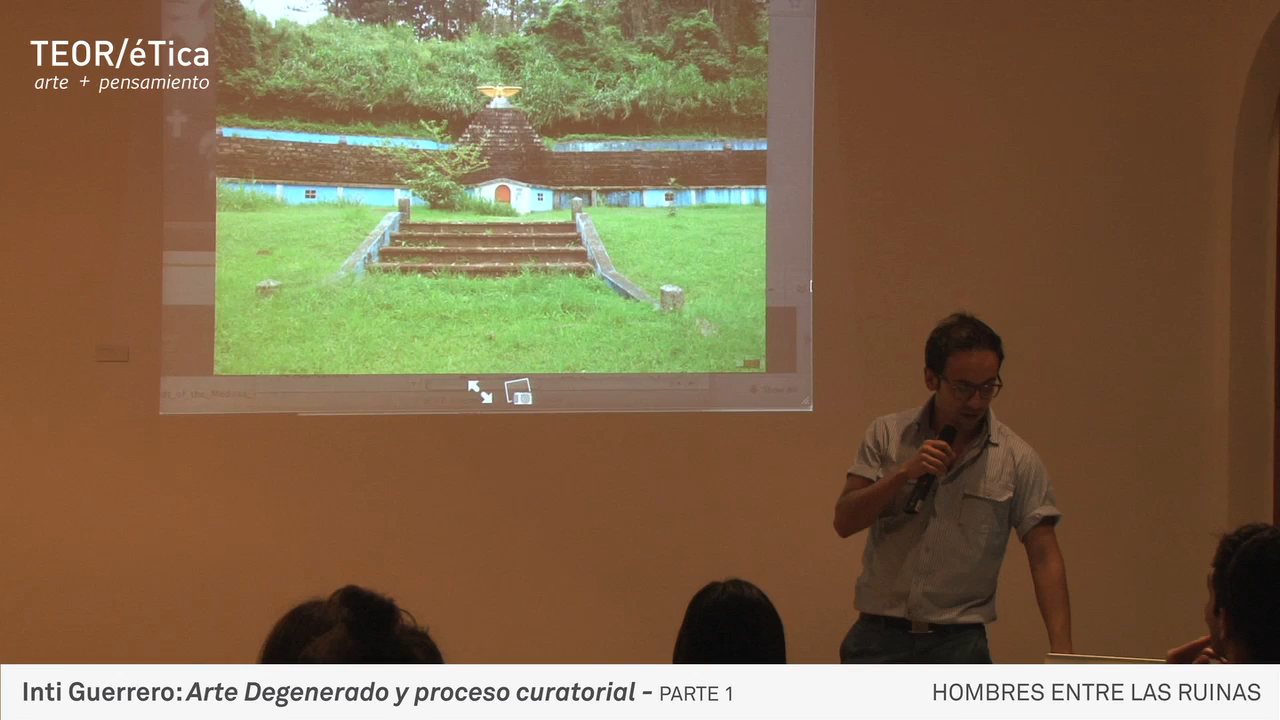 TEOR/éTica
arte + pensamiento
Inti Guerrero: Arte Degenerado y proceso curatorial - PARTE 1
HOMBRES ENTRE LAS RUINAS